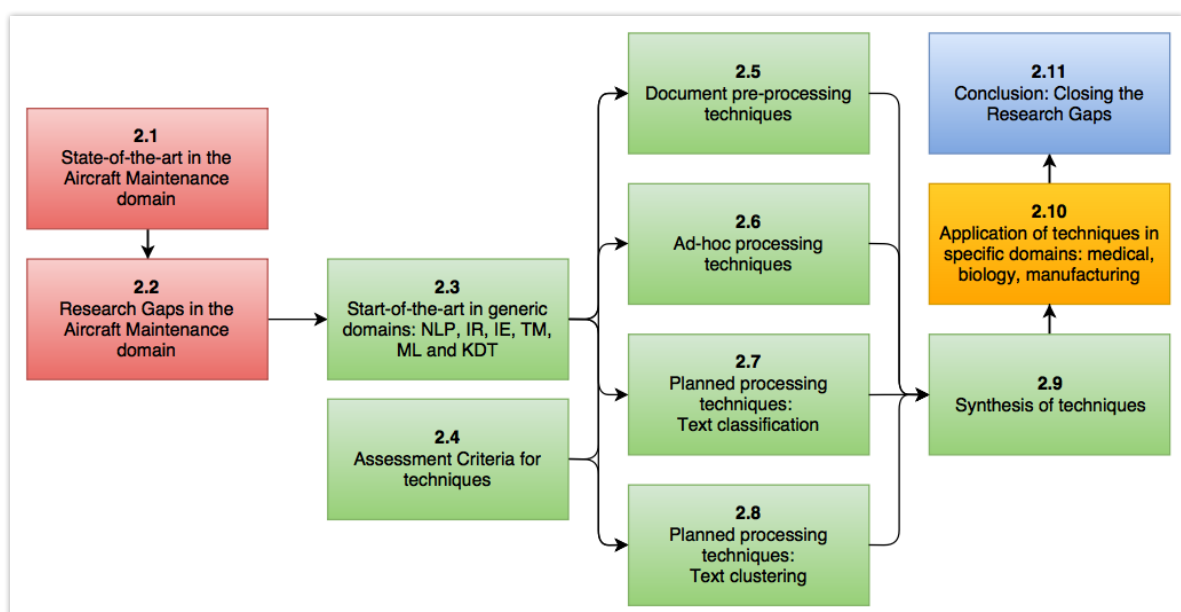 2.1
State-of-the-art in the
Aircraft Maintenance
domain
2.2
Research Gaps in the
Aircraft Maintenance
domain
2.3
Start-of-the-art in generic
domains: NLP, IR, IE, TM,
ML and KDT
2.4
Assessment Criteria for
techniques
2.5
Document pre-processing
techniques
2.6
Ad-hoc processing
techniques
2.7
Planned processing
techniques:
Text classification
2.8
Planned processing
techniques:
Text clustering
2.9
Synthesis of techniques
2.10
Application of techniques in
specific domains: medical,
biology, manufacturing
2.11
Conclusion: Closing the
Research Gaps